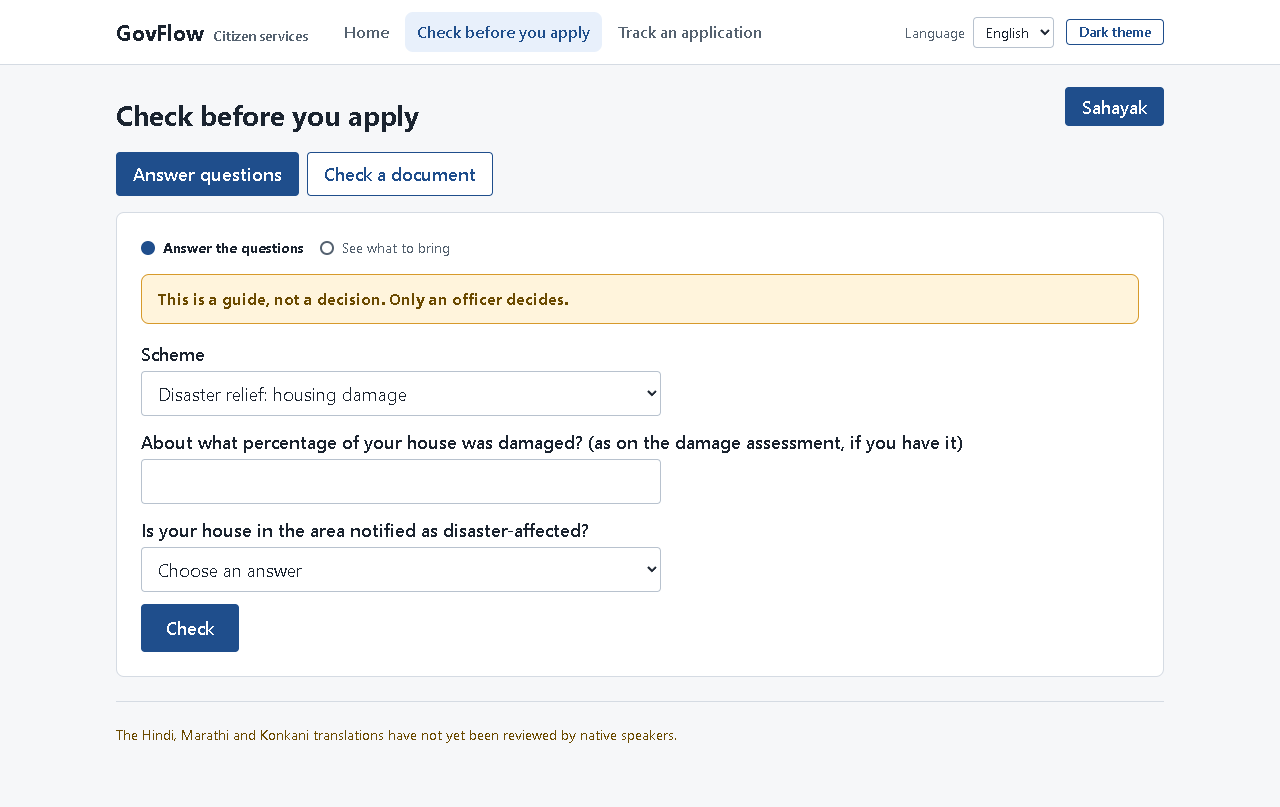 GovFlow Citizen services Home Check before you apply Track an application Language English Dark theme
Check before you apply
Sahayak
Answer questions Check a document
Answer the questions See what to bring
This is a guide, not a decision. Only an officer decides.
Scheme
Disaster relief: housing damage
About what percentage of your house was damaged? (as on the damage assessment, if you have it)
Is your house in the area notified as disaster-affected?
Choose an answer
Check
The Hindi, Marathi and Konkani translations have not yet been reviewed by native speakers.